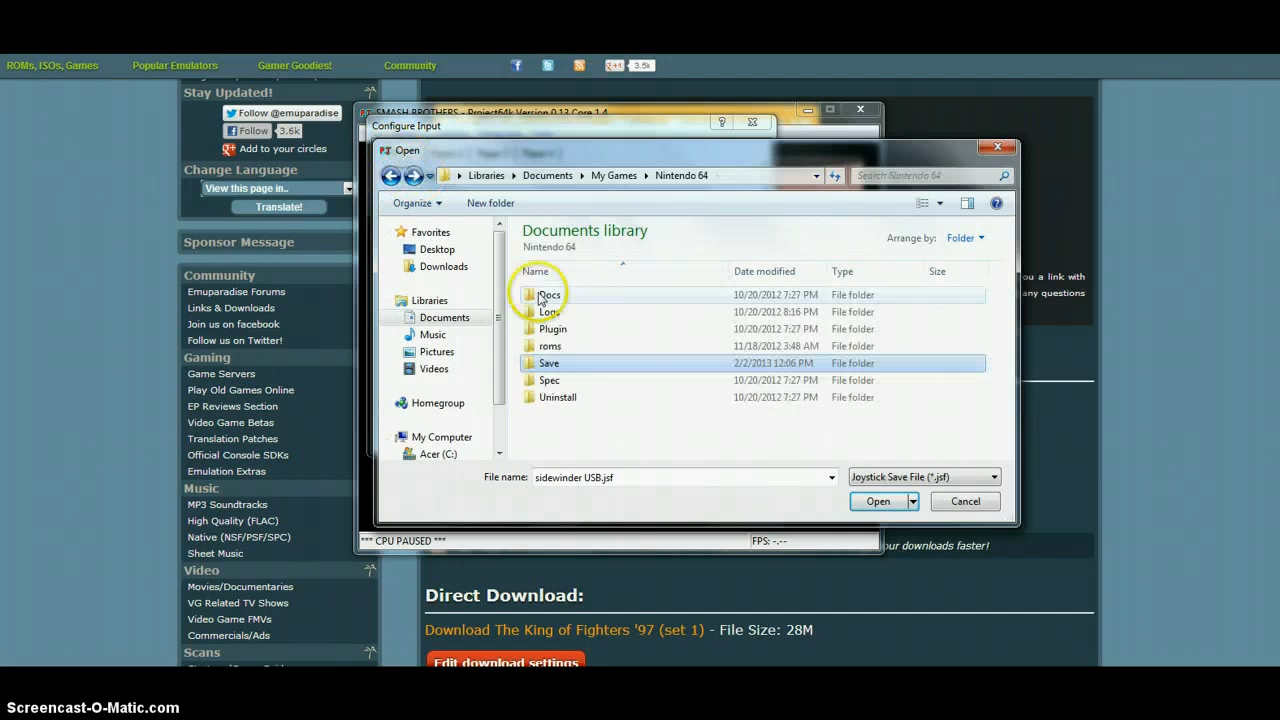 ROMs, ISOs, Games Popular Emulators Gamer Goodiest Community +1 3.5k
Stay Updated!
Follow @emuparadise
Follow 3.6k
Add to your circles
Change Language
View this page in..
Translate!
Sponsor Message
Community
Emuparadise Forums
Links & Downloads
Join us on facebook
Follow us on Twitter!
Gaming
Game Servers
Play Old Games Online
EP Reviews Section
Video Game Betas
Translation Patches
Official Console SDKs
Emulation Extras
Music
MP3 Soundtracks
High Quality (FLAC)
Native (NSF/PSF/SPC)
Sheet Music
Video
Movies/Documentaries
VG Related TV Shows
Video Game FMVs
Commercials/Ads
Scans
SMASH BROTHERS - Project64k Version 0.13 Core 1.4
Configure Input
Open
Libraries Documents My Games Nintendo 64 Search Nintendo 64
Organize New folder
Favorites
Desktop
Downloads
Libraries
Documents
Music
Pictures
Videos
Homegroup
My Computer
Acer (C:)
Documents library
Nintendo 64
Arrange by: Folder
Name Date modified Type Size
Docs 10/20/2012 7:27 PM File folder
Logs 10/20/2012 8:16 PM File folder
Plugin 10/20/2012 7:27 PM File folder
roms 11/18/2012 3:48 AM File folder
Save 2/2/2013 12:06 PM File folder
Spec 10/20/2012 7:27 PM File folder
Uninstall 10/20/2012 7:27 PM File folder
File name: sidewinder USB.jsf Joystick Save File (*.jsf)
Open Cancel
*** CPU PAUSED *** FPS: -.--
u a link with
any questions
our downloads faster!
Direct Download:
Download The King of Fighters '97 (set 1) - File Size: 28M
Edit download settings
Screencast-O-Matic.com